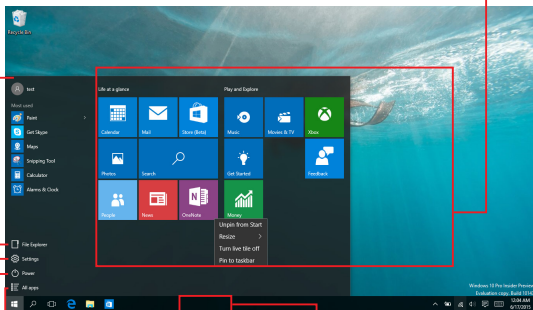 Recycle Bin
test
Most used
Paint
Get Skype
Maps
Snipping Tool
Calculator
Alarms & Clock
File Explorer
Settings
Power
All apps
Life at a glance
Calendar
Mail
Store (Beta)
Photos
Search
People
News
OneNote
Play and Explore
Music
Movies & TV
Xbox
Get Started
Feedback
Money
Unpin from Start
Resize
Turn live tile off
Pin to taskbar
Windows 10 Pro Insider Preview
Evaluation copy. Build 1014
12:04 AM
6/17/2015